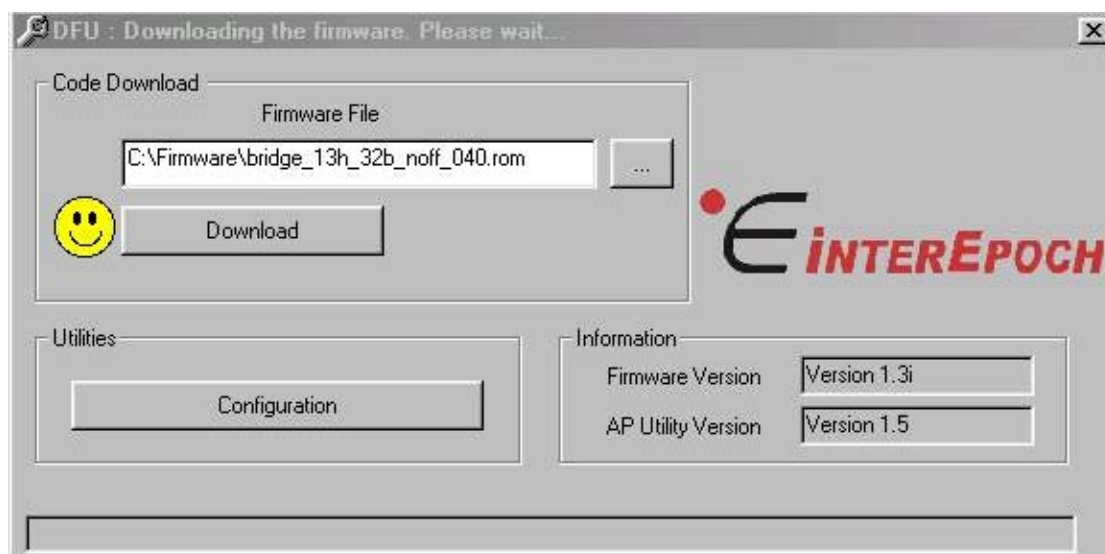 DFU : Downloading the firmware. Please wait...
Code Download
Firmware File
C:\Firmware\bridge_13h_32b_noff_040.rom
...
Download
INTEREPOCH
Utilities
Configuration
Information
Firmware Version
Version 1.3i
AP Utility Version
Version 1.5